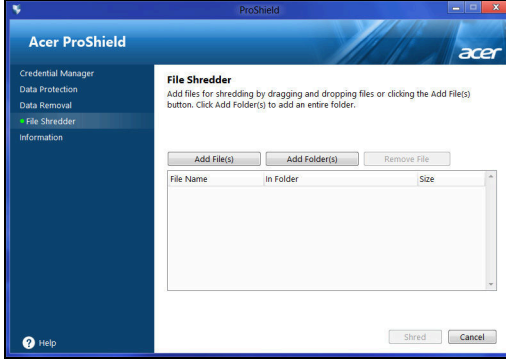 ProShield
Acer ProShield
acer
Credential Manager
Data Protection
Data Removal
File Shredder
Information
Help
File Shredder
Add files for shredding by dragging and dropping files or clicking the Add File(s)
button. Click Add Folder(s) to add an entire folder.
Add File(s) Add Folder(s) Remove File
File Name In Folder Size
Shred Cancel